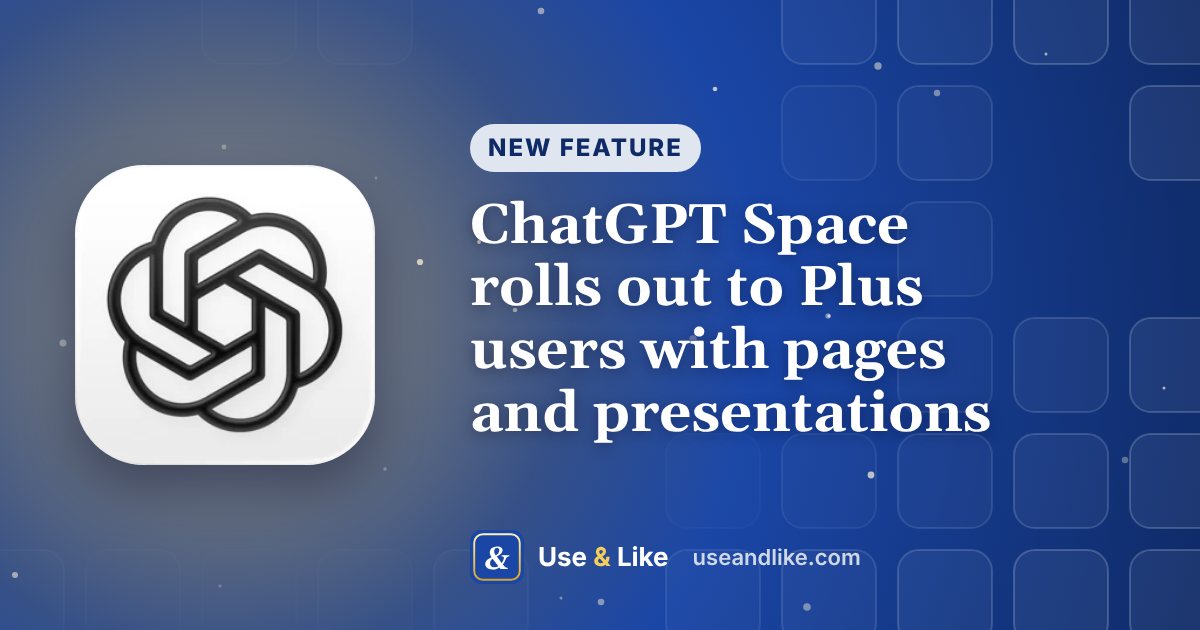 NEW FEATURE
ChatGPT Space
rolls out to Plus
users with pages
and presentations
& Use & Like useandlike.com